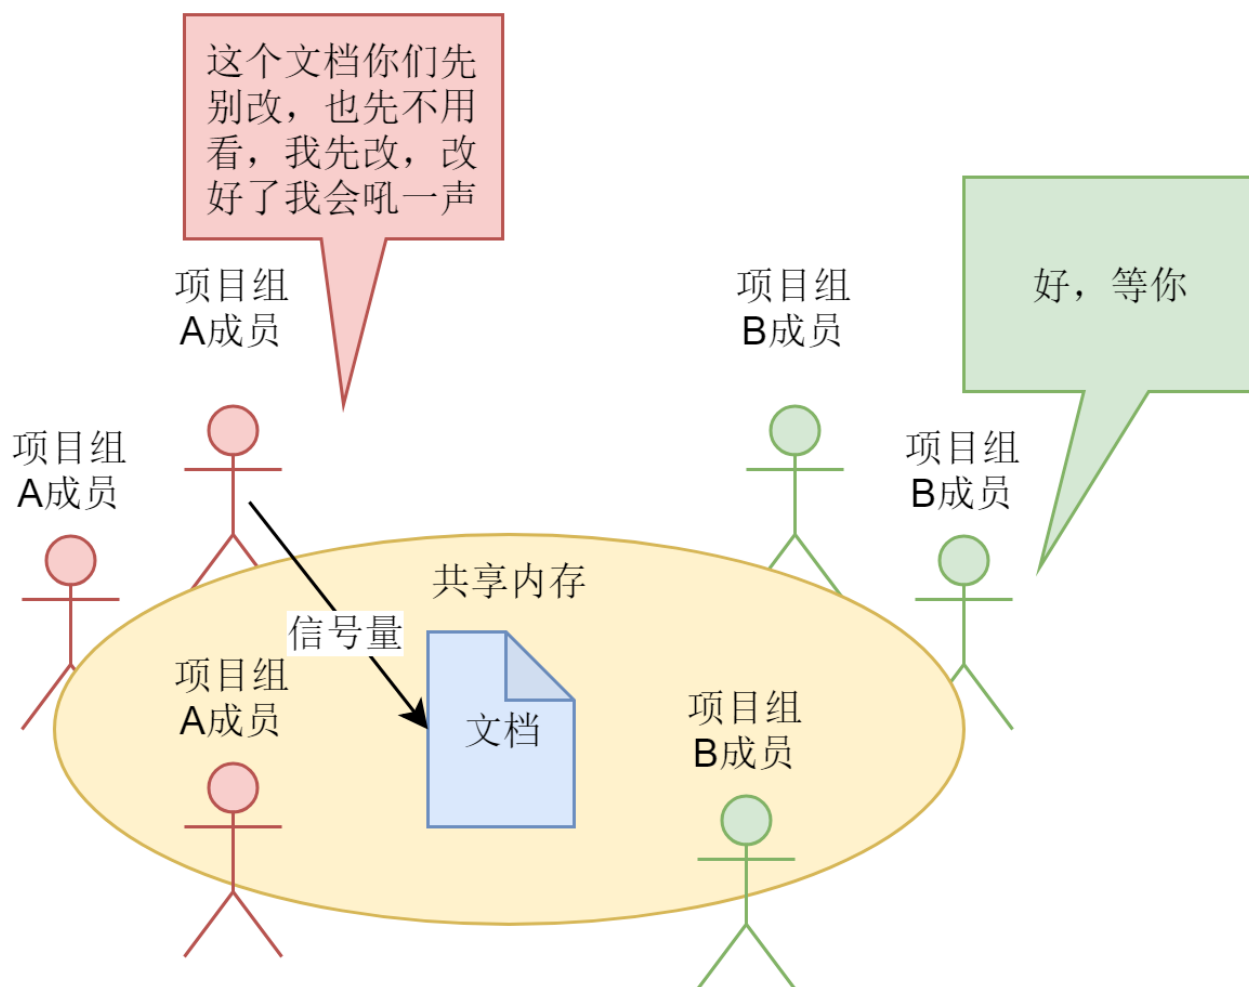 这个文档你们先
别改，也先不用
看，我先改，改
好了我会吼一声
好，等你
项目组
A成员
项目组
B成员
项目组
A成员
项目组
B成员
共享内存
信号量
项目组
A成员
文档
项目组
B成员